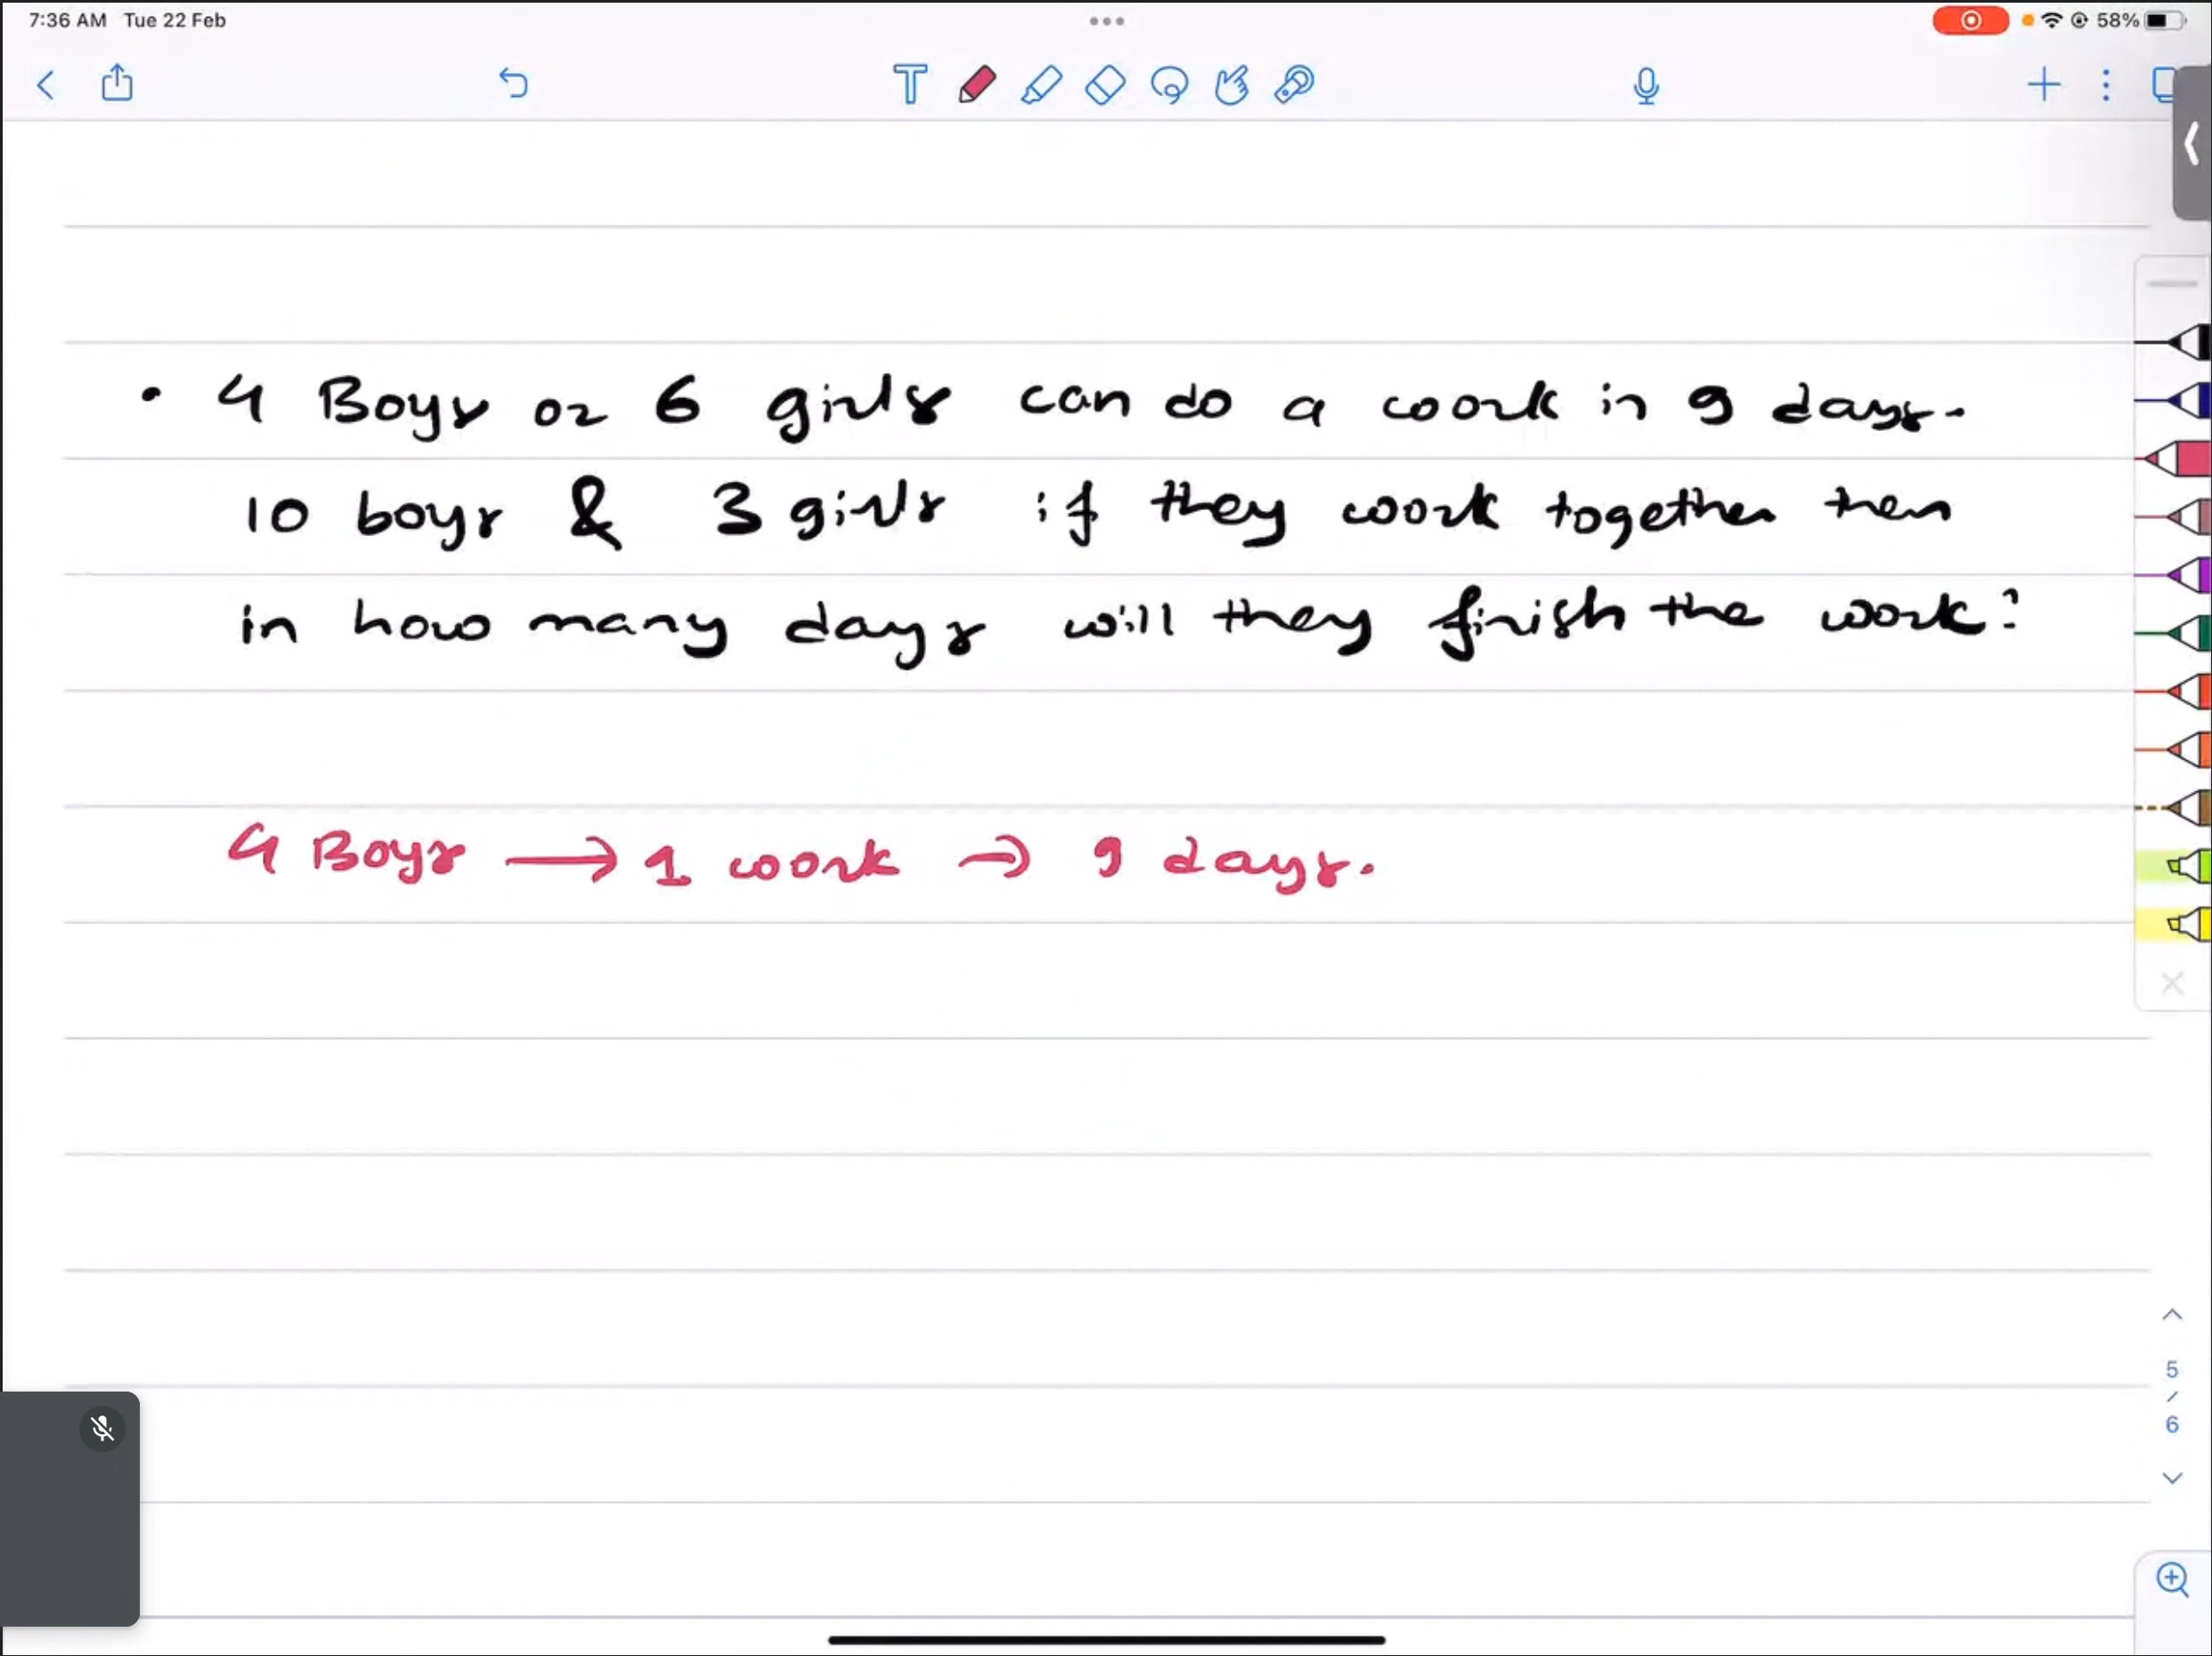 7:36 AM Tue 22 Feb
58%
• 4 Boys or 6 girls can do a work in 9 days.
10 boys & 3 girls if they work together then
in how many days will they finish the work?
4 Boys → 1 work → 9 days.
5
/
6